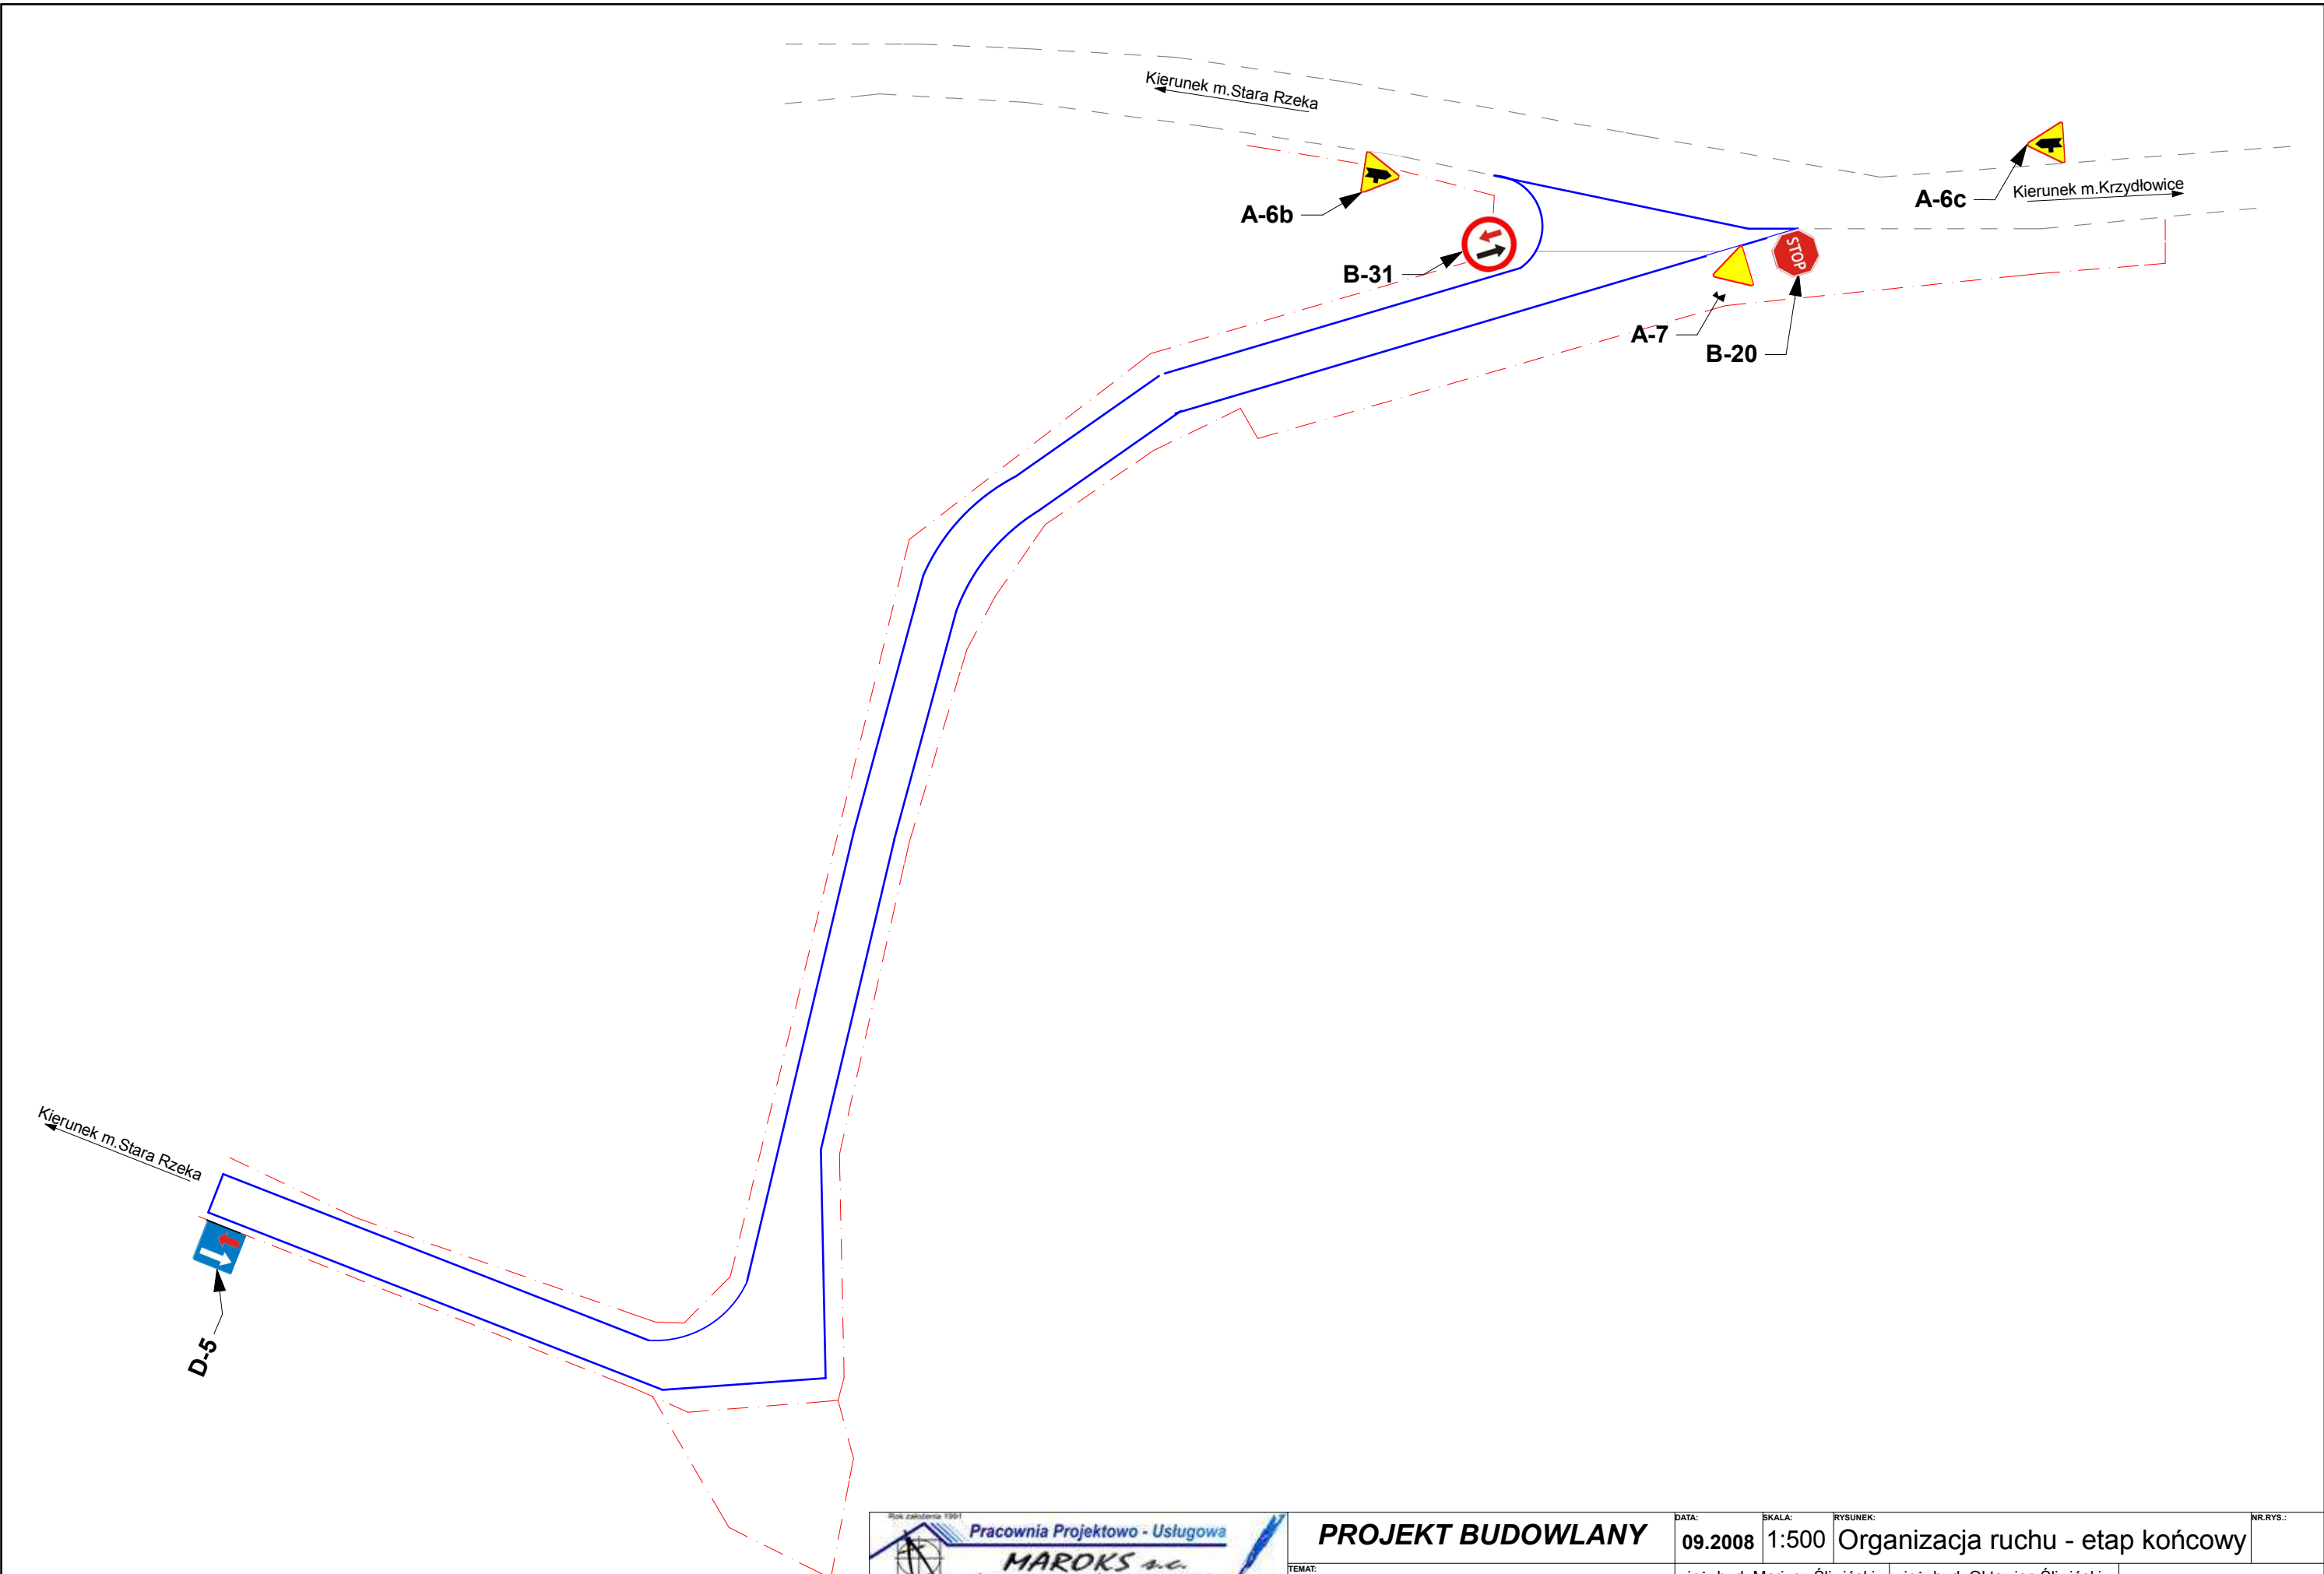 Kierunek m.Stara Rzeka
A-6b
A-6c
Kierunek m.Krzydłowice
B-31
STOP
A-7
B-20
Kierunek m.Stara Rzeka
D-5
Rok założenia 1991
Pracownia Projektowo - Usługowa
MAROKS s.c.
PROJEKT BUDOWLANY
DATA:
09.2008
SKALA:
1:500
RYSUNEK:
Organizacja ruchu - etap końcowy
NR.RYS.:
TEMAT: